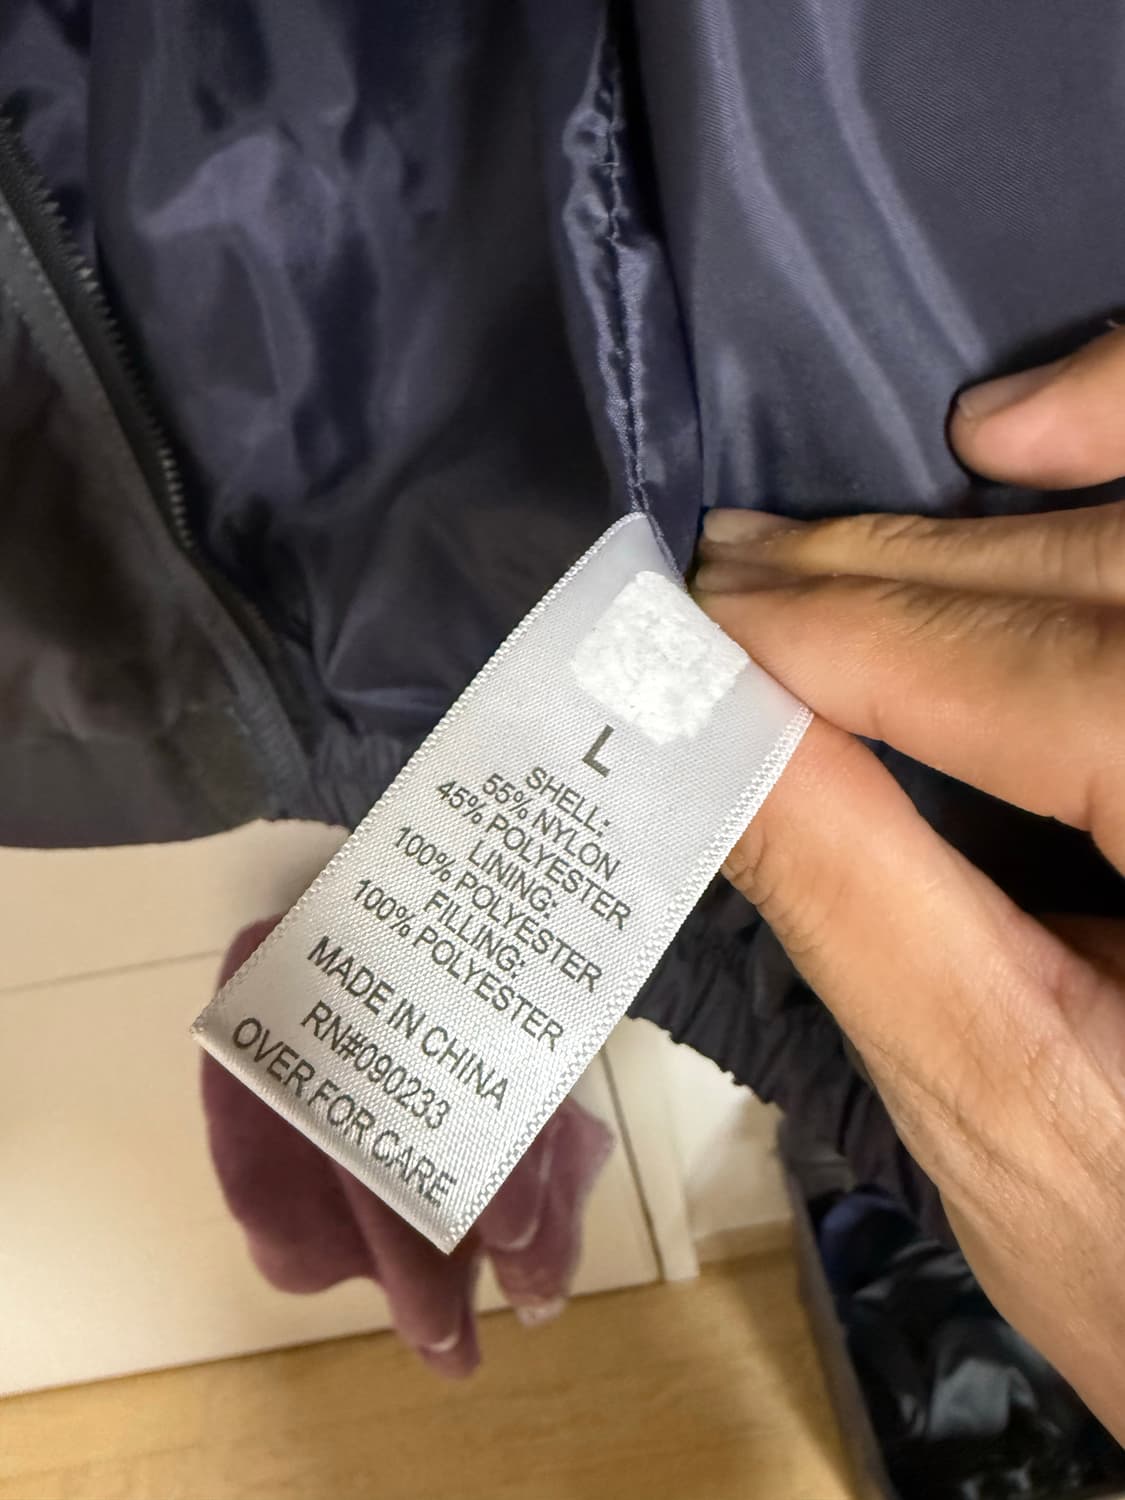 L
SHELL:
55% NYLON
45% POLYESTER
LINING:
100% POLYESTER
FILLING:
100% POLYESTER
MADE IN CHINA
RN#090233
OVER FOR CARE